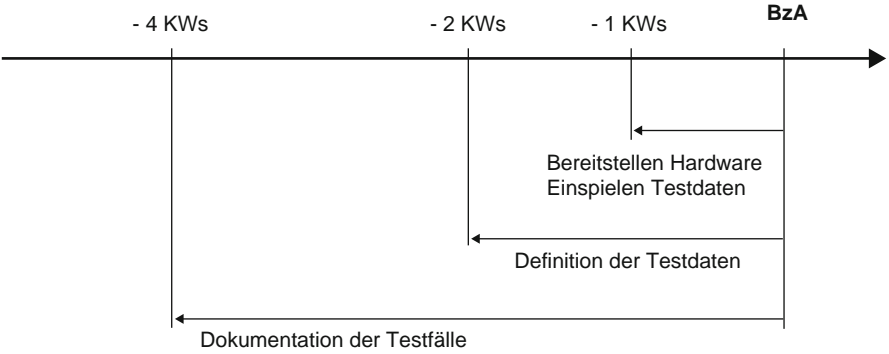 - 4 KWs
- 2 KWs
- 1 KWs
BzA
Bereitstellen Hardware
Einspielen Testdaten
Definition der Testdaten
Dokumentation der Testfälle